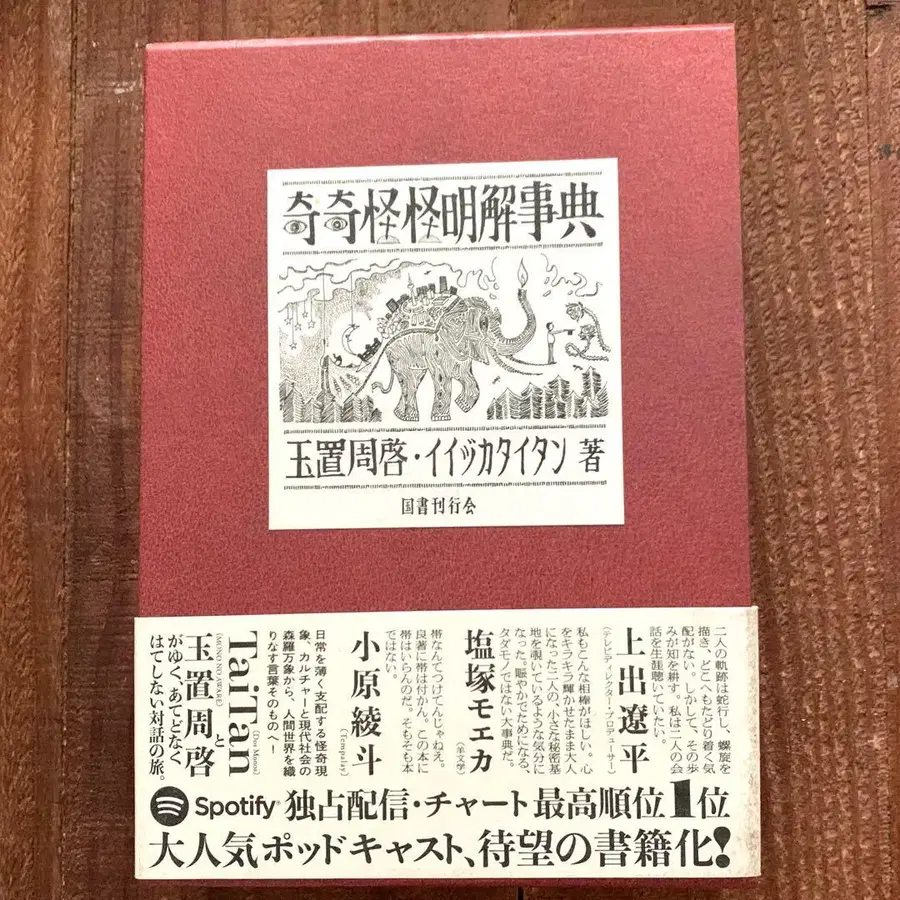 奇奇怪怪明解事典
玉置周啓・イイヅカタイタン 著
国書刊行会
二人の軌跡は蛇行し、螺旋を
描き、どこへもたどり着く気
配がない。しかして、その歩
みが知を耕す。私は二人の会
話を生涯聴いていたい。
上出遼平
(テレビディレクター・プロデューサー)
私もこんな相棒がほしい。心
をキラキラ輝かせたまま大人
になった二人の、小さな秘密基
地を覗いているような気分に
なった。賑やかでためになる、
タダモノではない大事典だ。
塩塚モエカ
(羊文学)
帯なんてつけてんじゃねえ。
良著に帯は付かん。この本に
帯はいらんのだ。そもそも本
ではない。
小原綾斗
(Tempalay)
日常を薄く支配する怪奇現
象、カルチャーと現代社会の
森羅万象から、人間世界を織
りなす言葉そのものへ！
TaiTan
(Dos Monos)
と
玉置周啓
(MONO NO AWARE)
がゆく、あてどなく
はてしない対話の旅。
Spotify 独占配信・チャート最高順位1位
大人気ポッドキャスト、待望の書籍化！